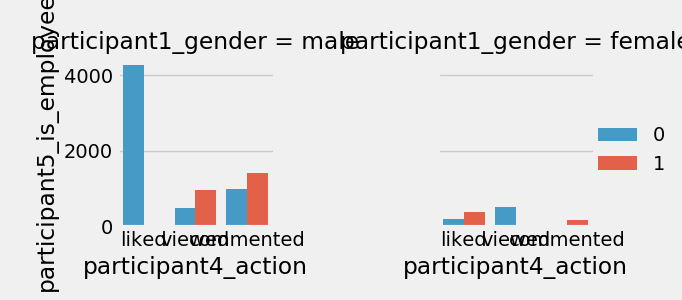 participant1_gender = male
participant1_gender = female
participant5_is_employee
4000
2000
0
liked
viewed
commented
participant4_action
liked
viewed
commented
participant4_action
0
1